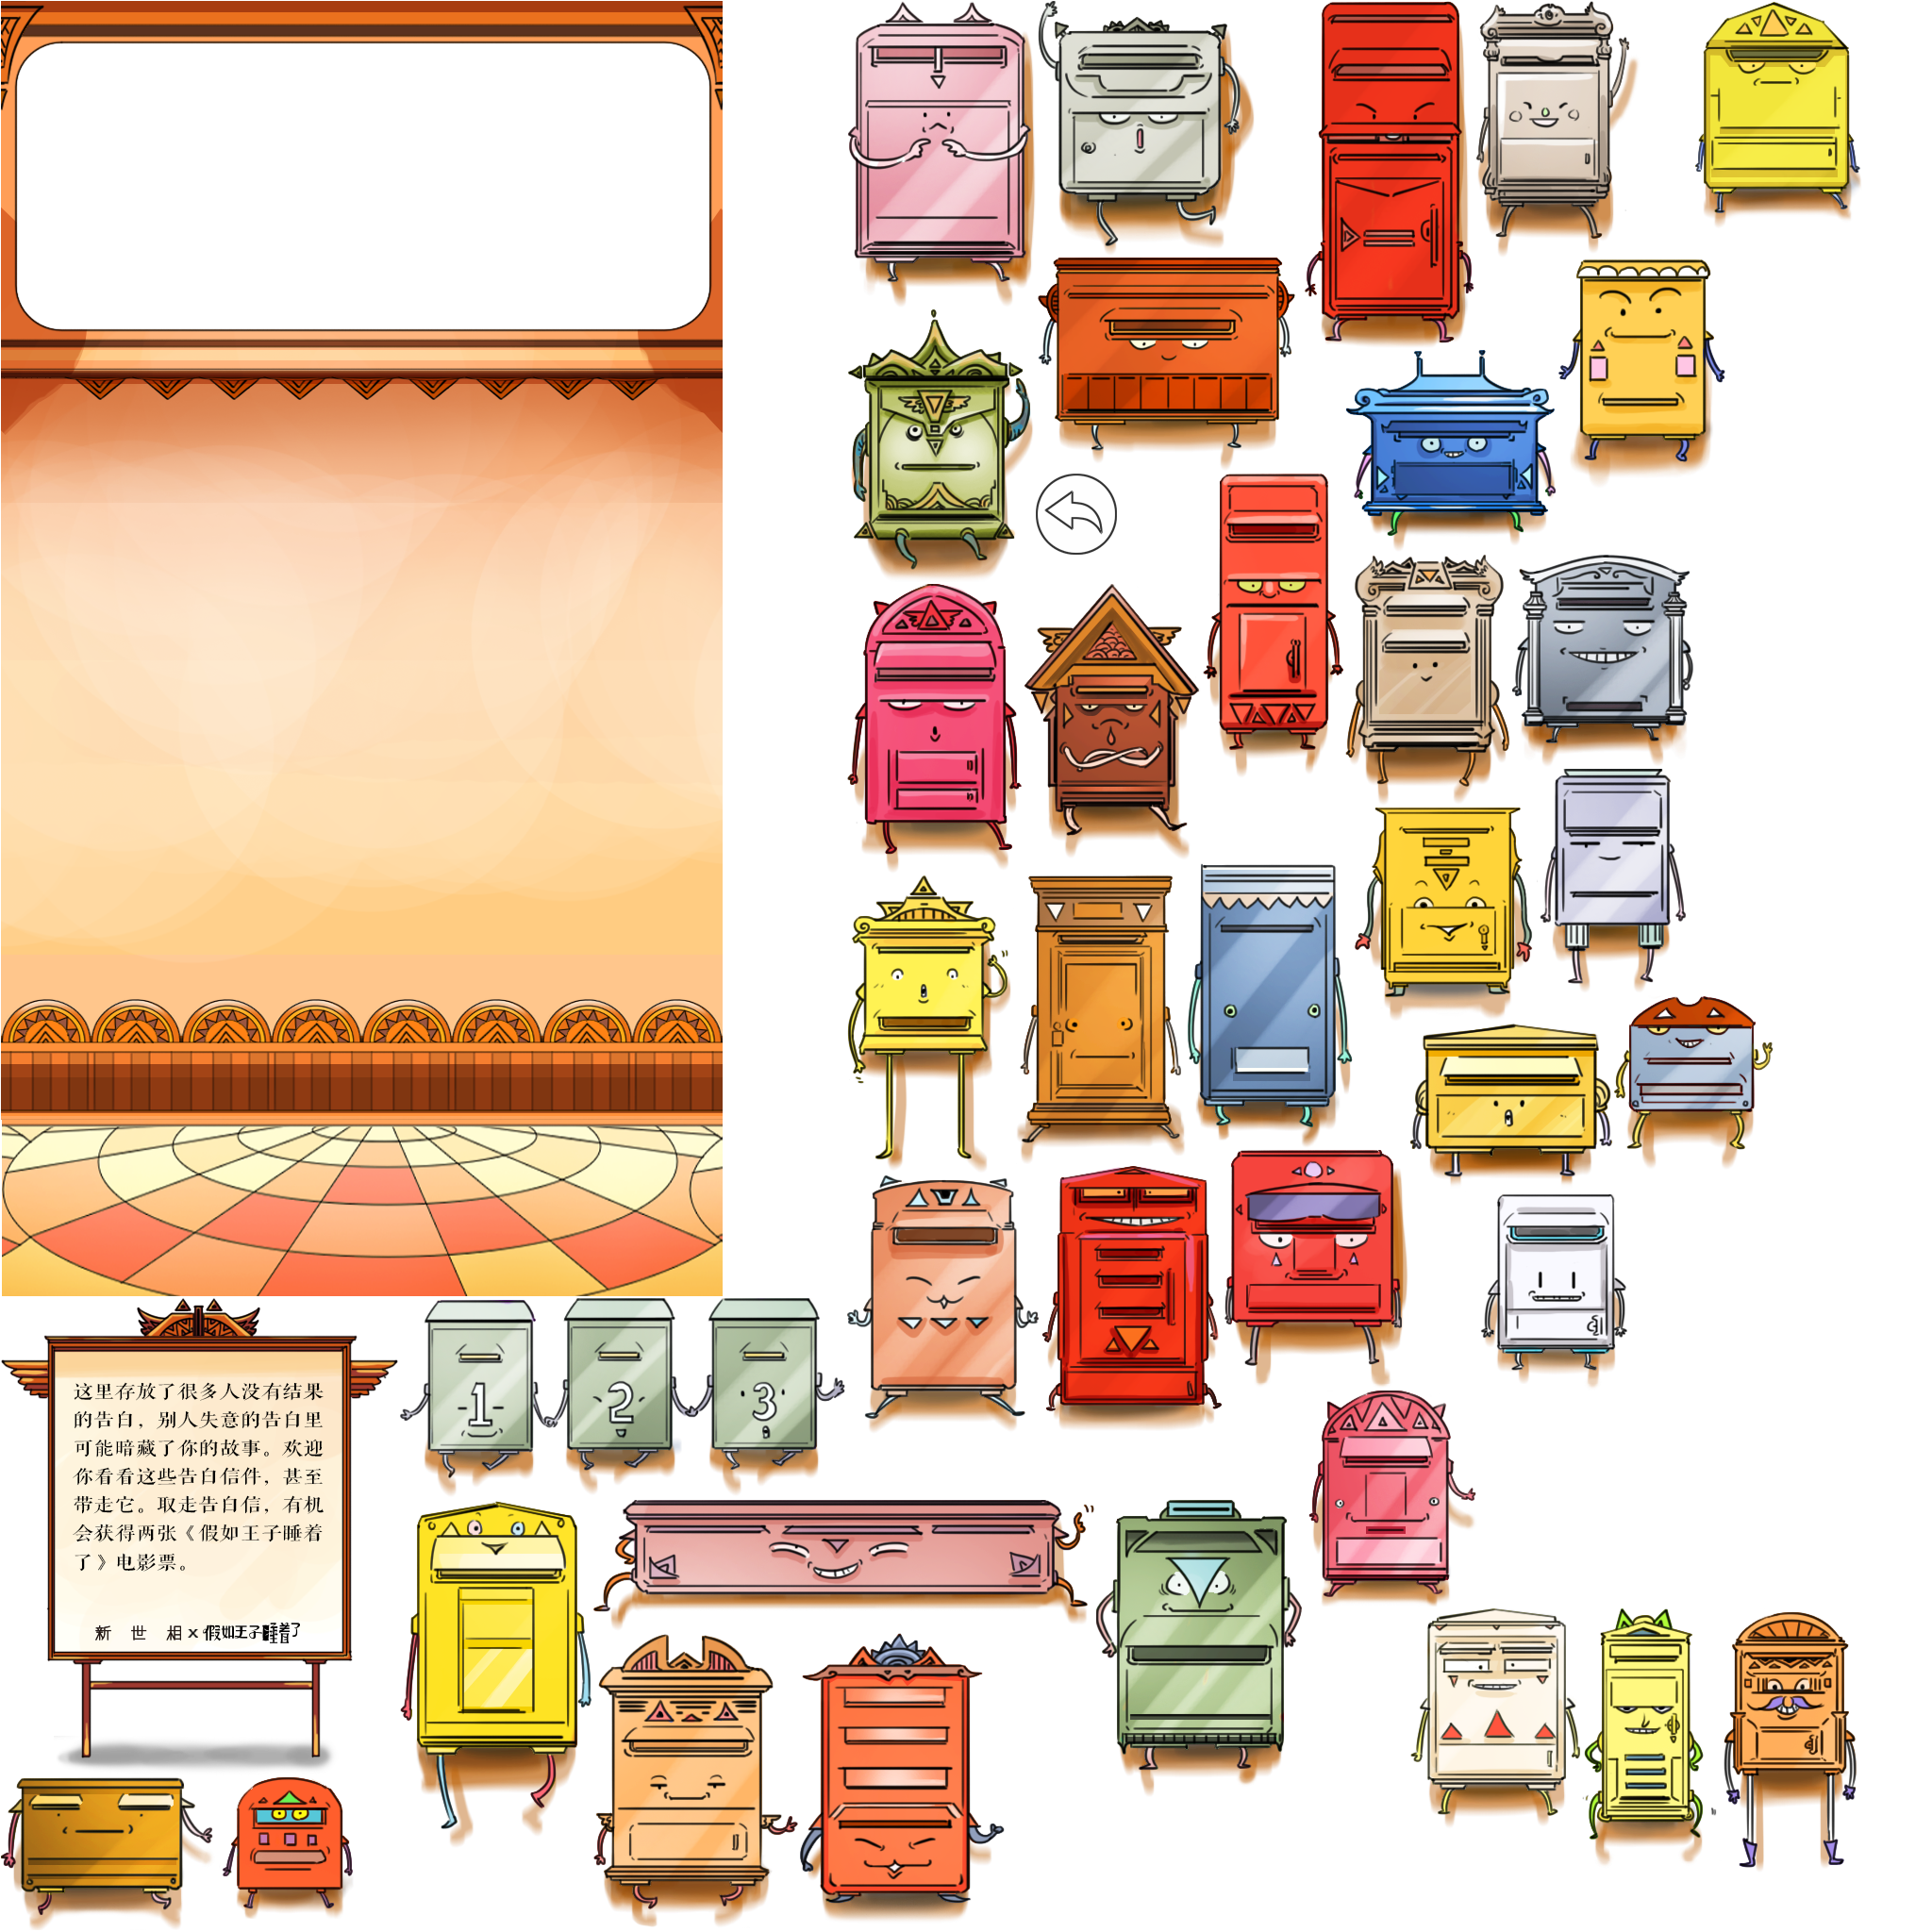 这里存放了很多人没有结果
的告白，别人失意的告白里
可能暗藏了你的故事。欢迎
你看看这些告白信件，甚至
带走它。取走告白信，有机
会获得两张《假如王子睡着
了》电影票。
新 世 相 x 假如王子睡着了
1
2
3